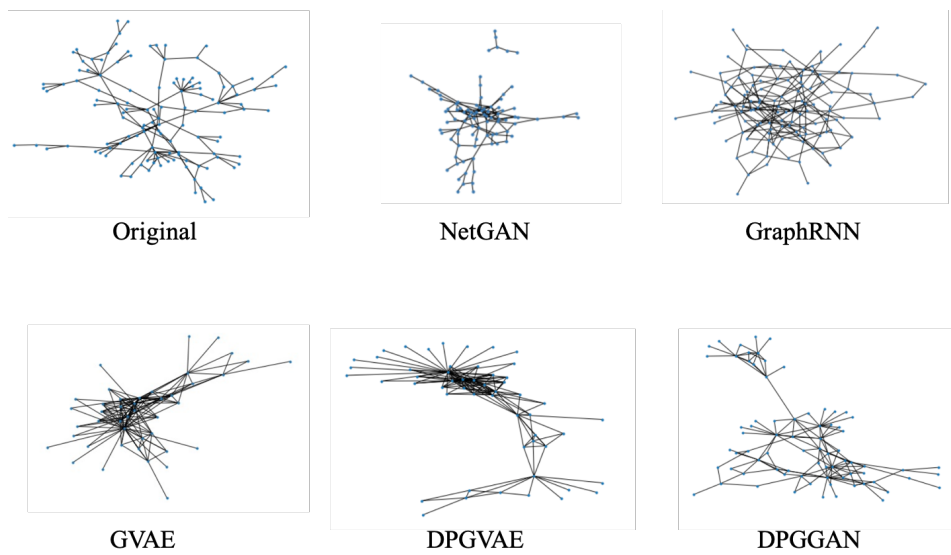 Original
NetGAN
GraphRNN
GVAE
DPGVAE
DPGGAN